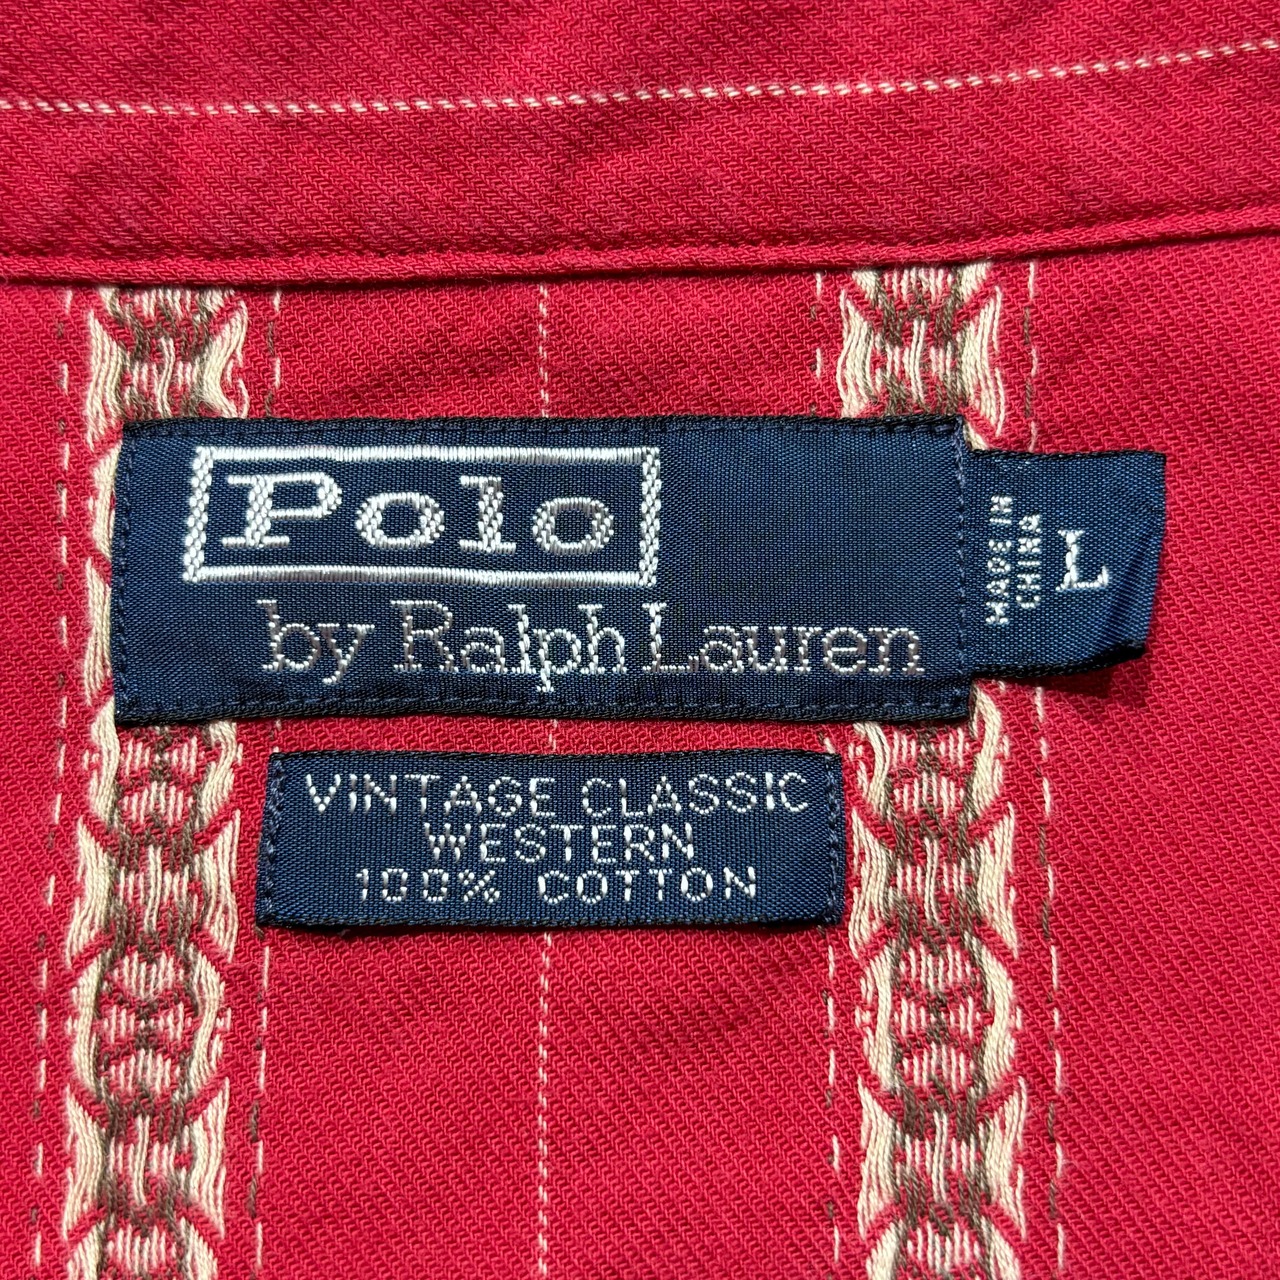 Polo
by Ralph Lauren
MADE IN
CHINA
L
VINTAGE CLASSIC
WESTERN
100% COTTON